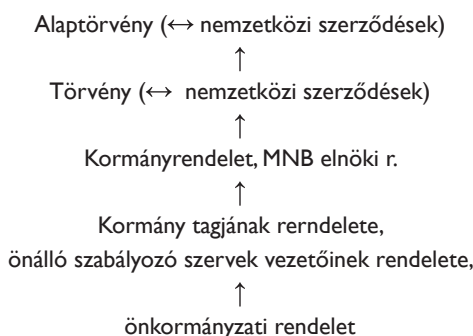 Alaptörvény (↔ nemzetközi szerződések)
↑
Törvény (↔ nemzetközi szerződések)
↑
Kormányrendelet, MNB elnöki r.
↑
Kormány tagjának rerndelete,
önálló szabályozó szervek vezetőinek rendelete,
↑
önkormányzati rendelet